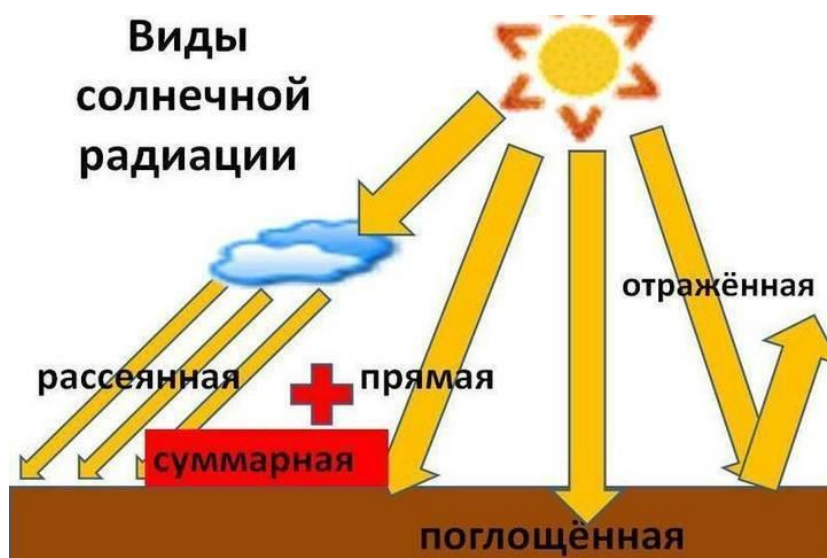 Виды
солнечной
радиации
отражённая
рассеянная
прямая
суммарная
поглощённая